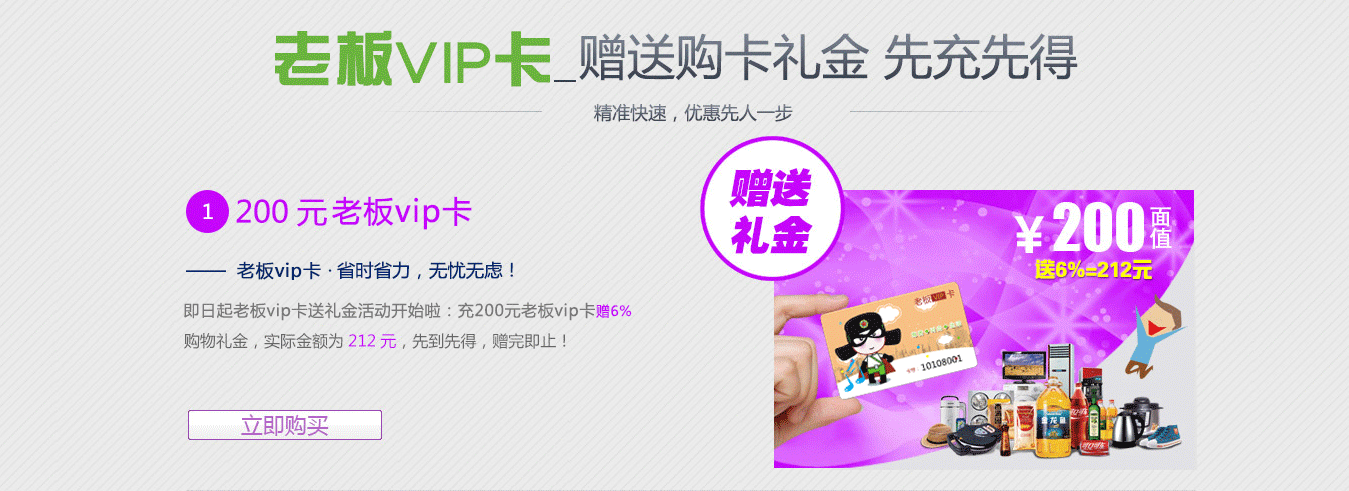 老板VIP卡_赠送购卡礼金 先充先得
精准快速，优惠先人一步
1 200 元 老板vip卡
—— 老板vip卡 · 省时省力，无忧无虑！
即日起老板vip卡送礼金活动开始啦：充200元老板vip卡赠6%
购物礼金，实际金额为 212 元，先到先得，赠完即止！
立即购买
赠送
礼金
¥200面值
送6%=212元
老板VIP卡
10108001